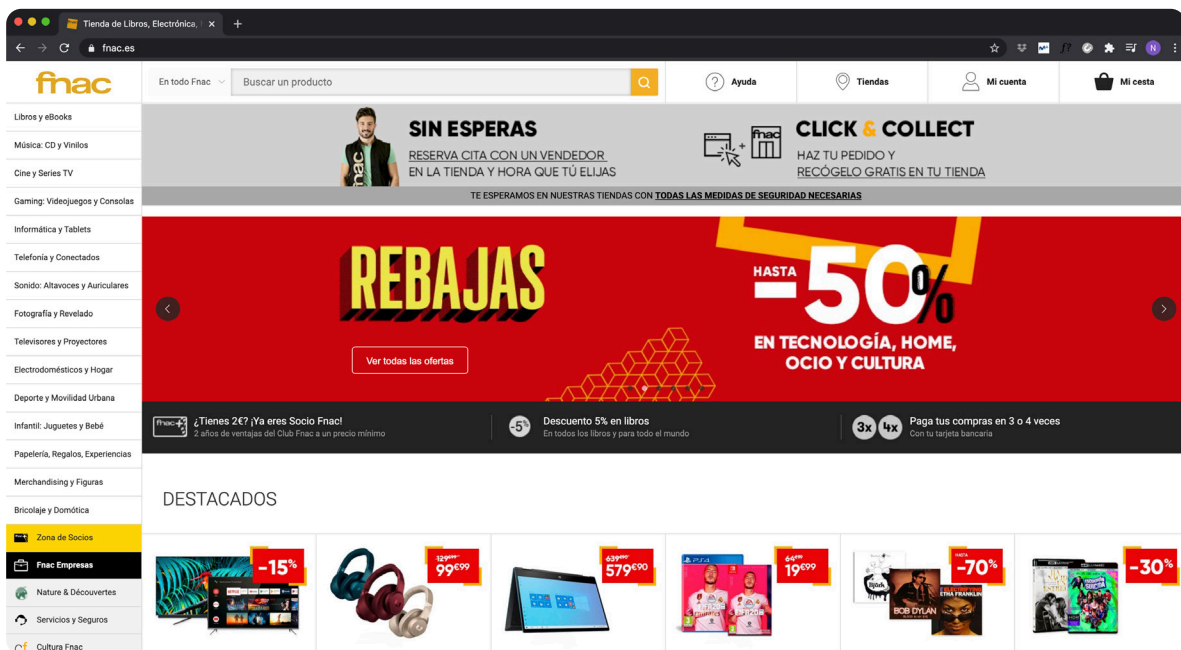 Tienda de Libros, Electrónica,
fnac.es
fnac
En todo Fnac
Buscar un producto
Ayuda
Tiendas
Mi cuenta
Mi cesta
Libros y eBooks
Música: CD y Vinilos
Cine y Series TV
Gaming: Videojuegos y Consolas
Informática y Tablets
Telefonía y Conectados
Sonido: Altavoces y Auriculares
Fotografía y Revelado
Televisores y Proyectores
Electrodomésticos y Hogar
Deporte y Movilidad Urbana
Infantil: Juguetes y Bebé
Papelería, Regalos, Experiencias
Merchandising y Figuras
Bricolaje y Domótica
Zona de Socios
Fnac Empresas
Nature & Découvertes
Servicios y Seguros
Cultura Fnac
fnac
SIN ESPERAS
RESERVA CITA CON UN VENDEDOR
EN LA TIENDA Y HORA QUE TÚ ELIJAS
fnac
CLICK & COLLECT
HAZ TU PEDIDO Y
RECÓGELO GRATIS EN TU TIENDA
TE ESPERAMOS EN NUESTRAS TIENDAS CON TODAS LAS MEDIDAS DE SEGURIDAD NECESARIAS
REBAJAS
Ver todas las ofertas
HASTA
-50%
EN TECNOLOGÍA, HOME,
OCIO Y CULTURA
fnac+
¿Tienes 2€? ¡Ya eres Socio Fnac!
2 años de ventajas del Club Fnac a un precio mínimo
-5%
Descuento 5% en libros
En todos los libros y para todo el mundo
3x 4x
Paga tus compras en 3 o 4 veces
Con tu tarjeta bancaria
DESTACADOS
-15%
NETFLIX
129€99
99€99
639€90
579€90
PS4
64€99
19€99
HASTA
-70%
Björk
BOB DYLAN
ETHA FRANKLIN
-30%